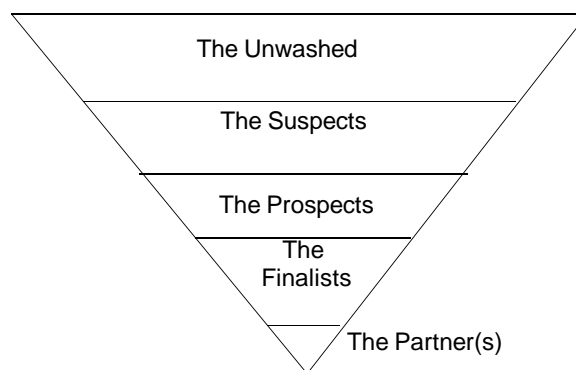 The Unwashed
The Suspects
The Prospects
The
Finalists
The Partner(s)